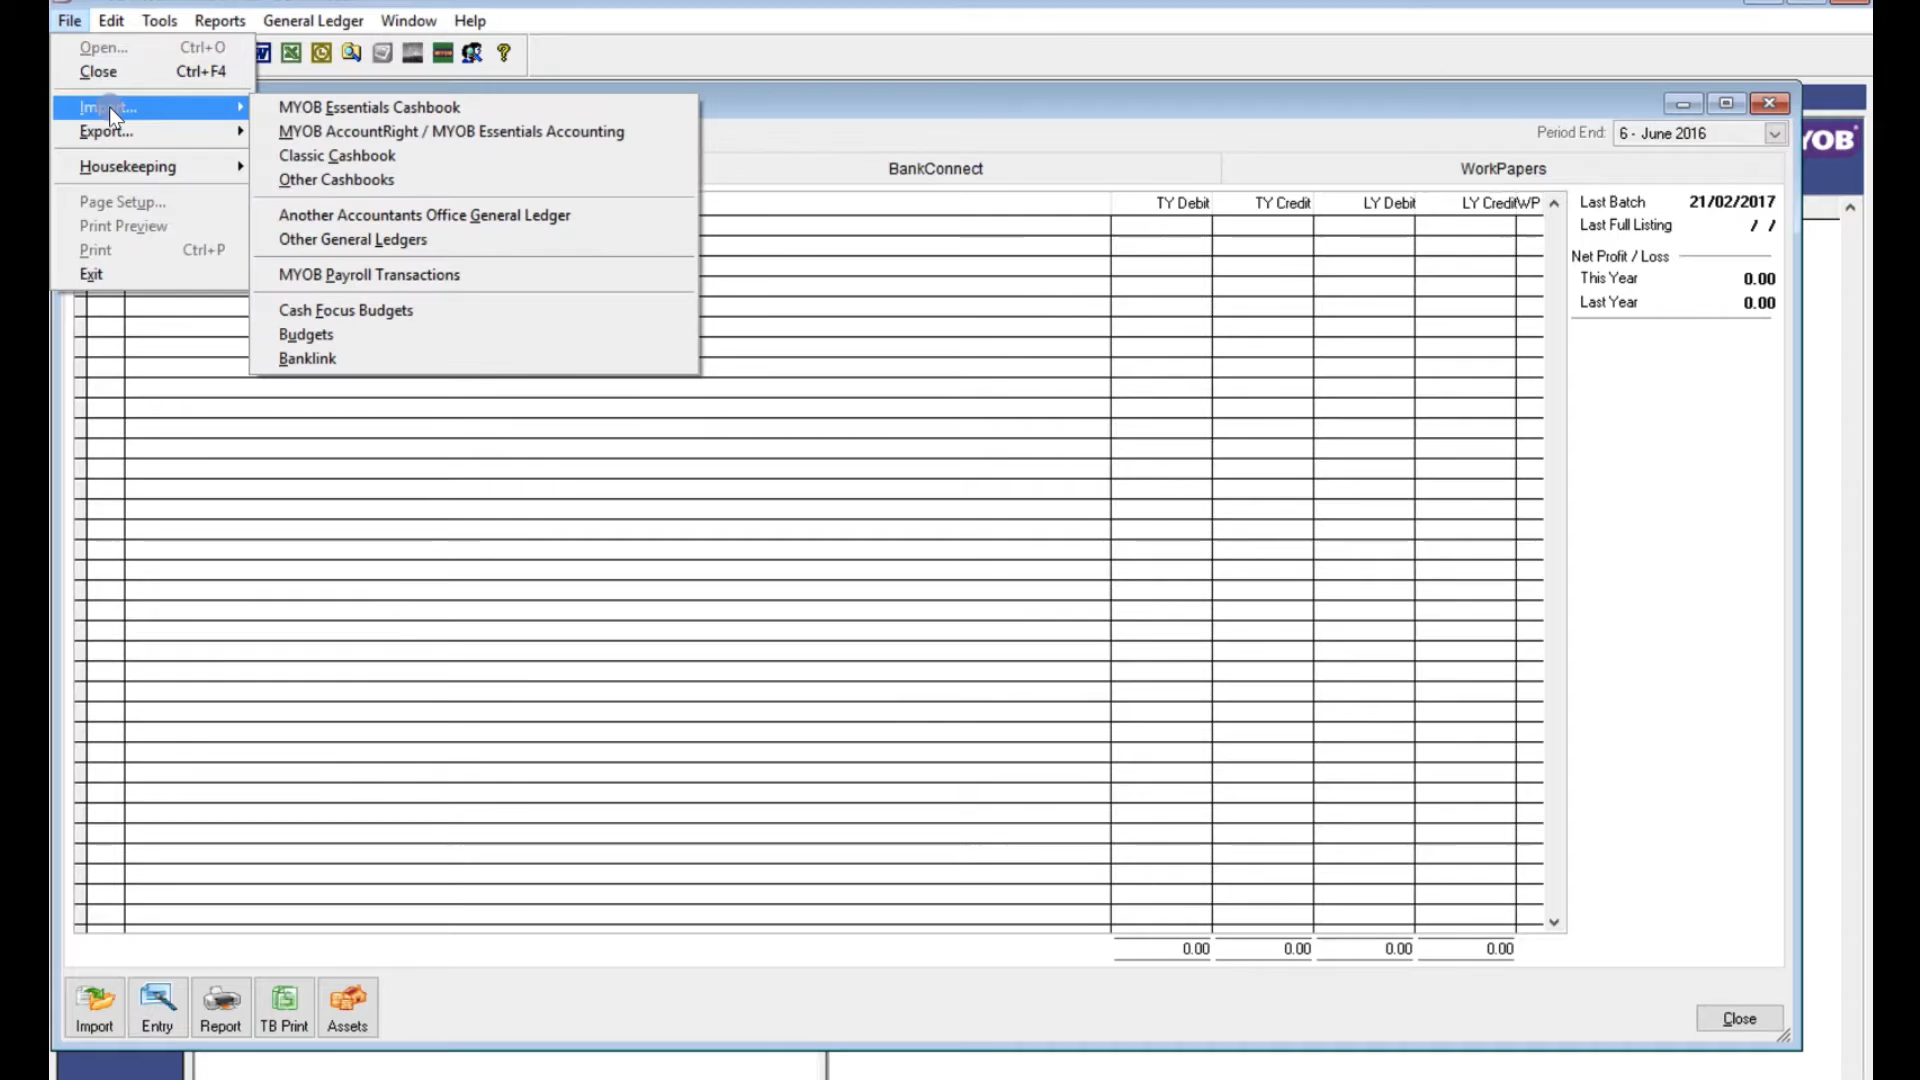 File Edit Tools Reports General Ledger Window Help
Open... Ctrl+O
Close Ctrl+F4
Import...
Export...
Housekeeping
Page Setup...
Print Preview
Print Ctrl+P
Exit
MYOB Essentials Cashbook
MYOB AccountRight / MYOB Essentials Accounting
Classic Cashbook
Other Cashbooks
Another Accountants Office General Ledger
Other General Ledgers
MYOB Payroll Transactions
Cash Focus Budgets
Budgets
Banklink
Period End: 6 - June 2016
YOB
BankConnect WorkPapers
TY Debit TY Credit LY Debit LY Credit WP
Last Batch 21/02/2017
Last Full Listing / /
Net Profit / Loss
This Year 0.00
Last Year 0.00
0.00 0.00 0.00 0.00
Import Entry Report TB Print Assets
Close